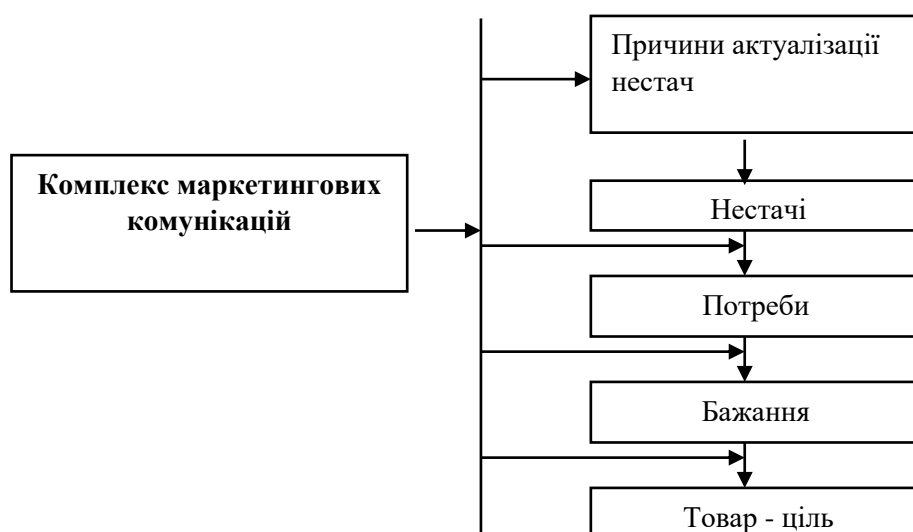 Причини актуалізації
нестач
Комплекс маркетингових
комунікацій
Нестачі
Потреби
Бажання
Товар - ціль